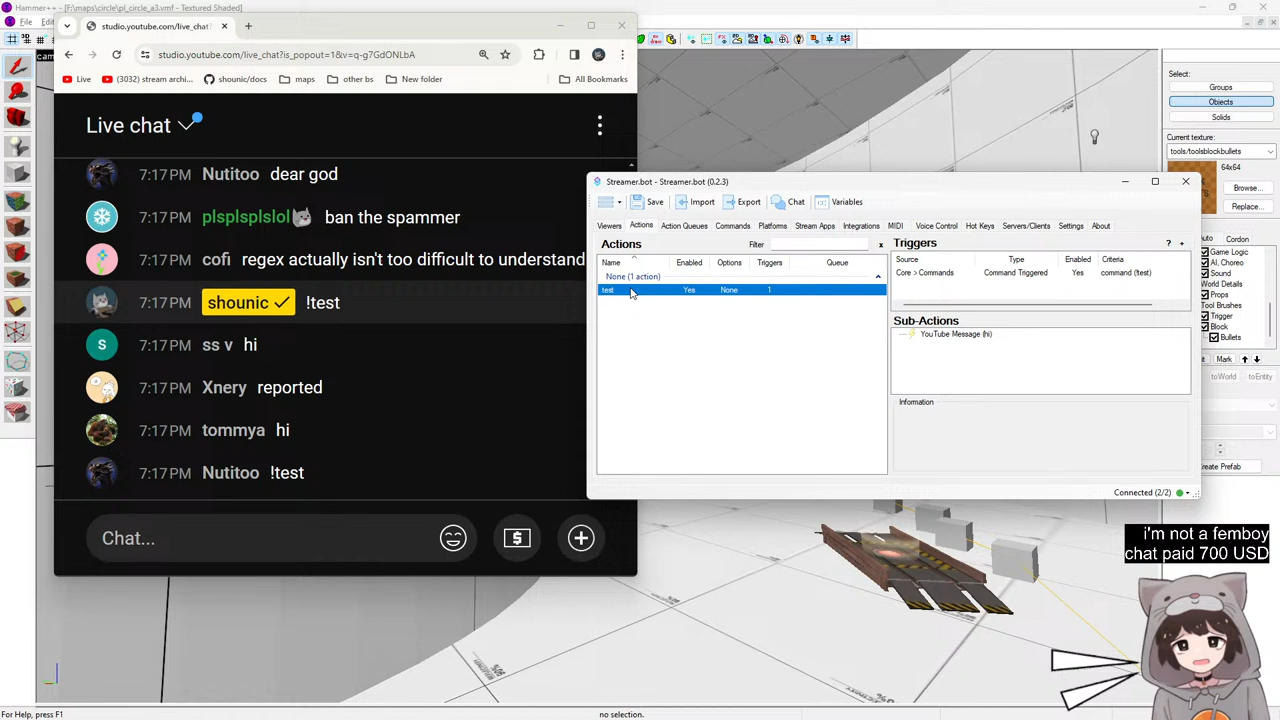 Hammer++ - [F:\maps\circle\pl_circle_a3.vmf - Textured Shaded]
File
studio.youtube.com/live_chat?
studio.youtube.com/live_chat?is_popout=1&v=q-g7GdONLbA
Live
(3032) stream archi...
shounic/docs
maps
other bs
New folder
All Bookmarks
Live chat
7:17 PM Nutitoo dear god
7:17 PM plsplsplslol ban the spammer
7:17 PM cofi regex actually isn't too difficult to understand
7:17 PM shounic !test
7:17 PM ss v hi
7:17 PM Xnery reported
7:17 PM tommya hi
7:17 PM Nutitoo !test
Chat...
Streamer.bot - Streamer.bot (0.2.3)
Save Import Export Chat Variables
Viewers Actions Action Queues Commands Platforms Stream Apps Integrations MIDI Voice Control Hot Keys Servers/Clients Settings About
Actions
Filter
x
Name Enabled Options Triggers Queue
None (1 action)
test Yes None 1
Triggers
? +
Source Type Enabled Criteria
Core > Commands Command Triggered Yes command (!test)
Sub-Actions
YouTube Message (hi)
Information
Connected (2/2)
Select:
Groups
Objects
Solids
Current texture:
tools/toolsblockbullets
64x64
Browse...
Replace...
Auto Cordon
Game Logic
AI, Choreo
Sound
World Details
Props
Tool Brushes
Trigger
Block
Bullets
Mark
toWorld
toEntity
Create Prefab
i'm not a femboy
chat paid 700 USD
For Help, press F1
no selection.